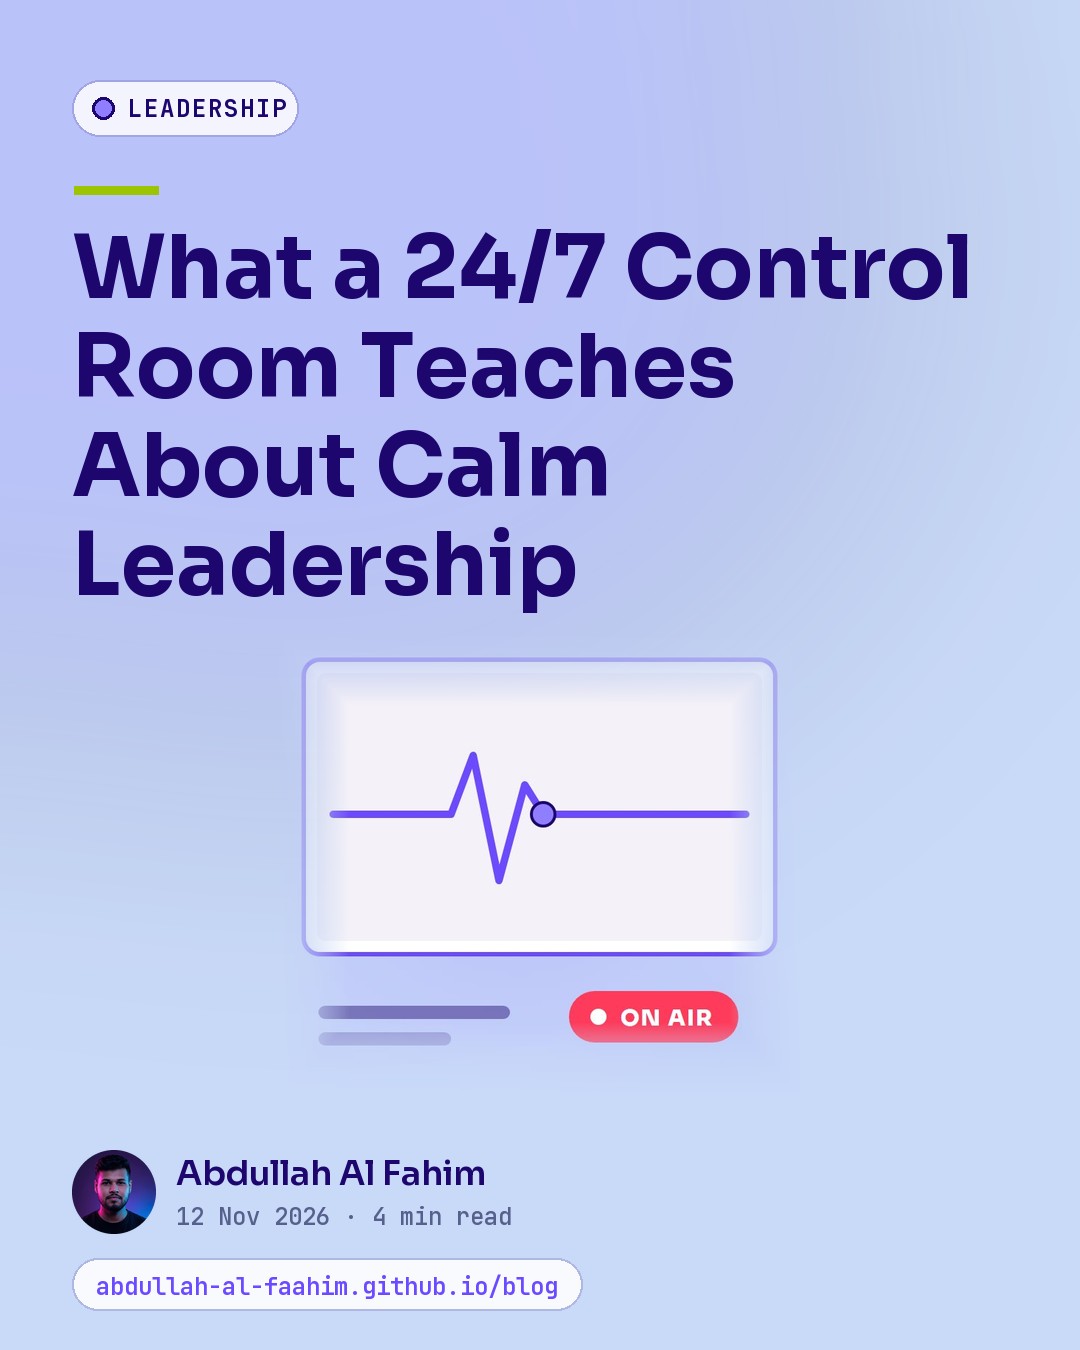 LEADERSHIP
What a 24/7 Control
Room Teaches
About Calm
Leadership
ON AIR
Abdullah Al Fahim
12 Nov 2026 · 4 min read
abdullah-al-faahim.github.io/blog